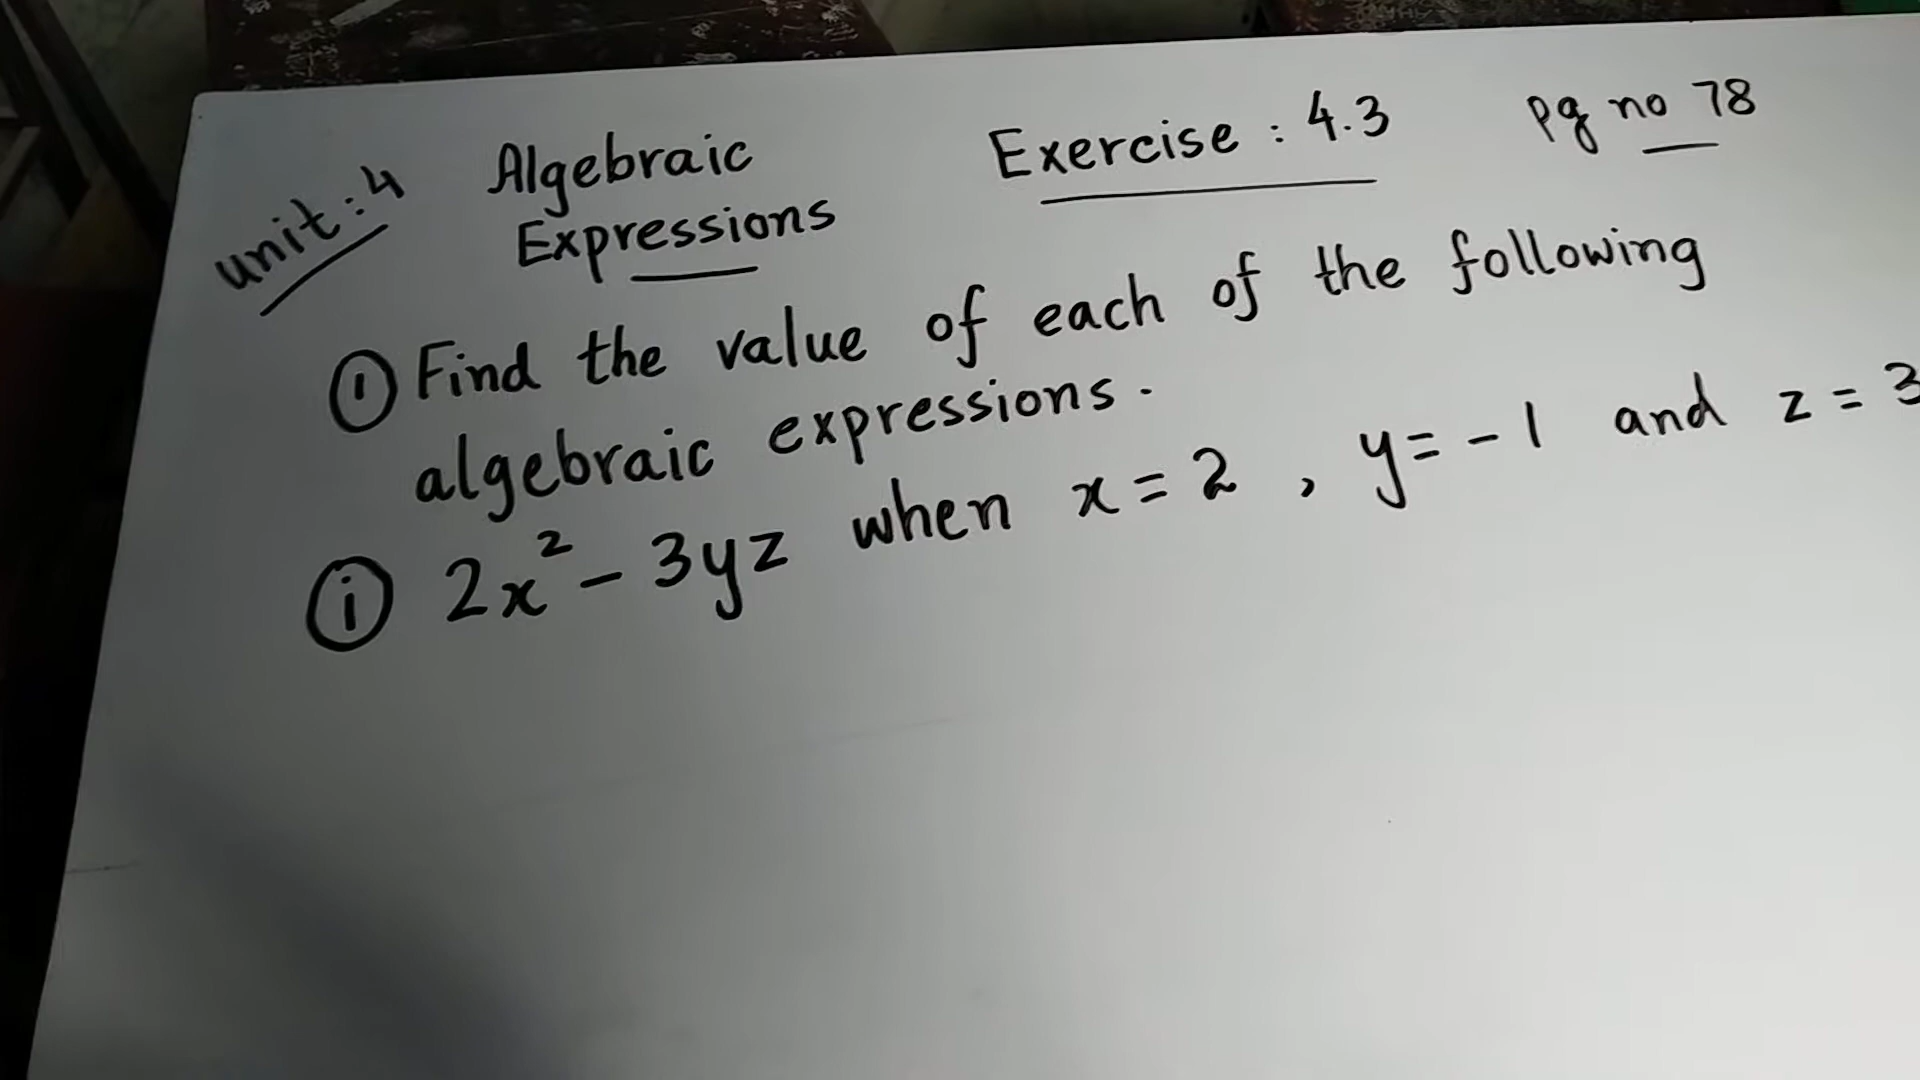 unit:4 Algebraic Expressions Exercise : 4.3 pg no 78
① Find the value of each of the following
algebraic expressions.
ⓘ 2x² - 3yz when x = 2 , y = -1 and z = 3